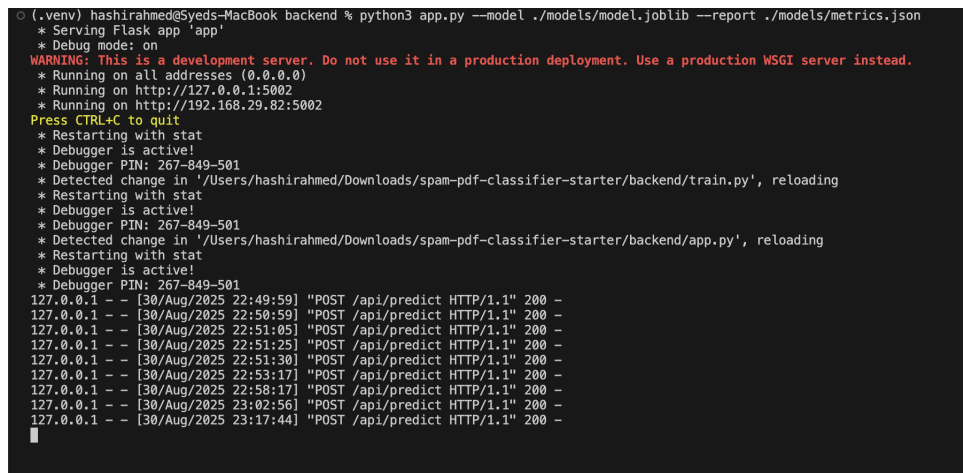 (.venv) hashirahmed@Syeds-MacBook backend % python3 app.py --model ./models/model.joblib --report ./models/metrics.json
* Serving Flask app 'app'
* Debug mode: on
WARNING: This is a development server. Do not use it in a production deployment. Use a production WSGI server instead.
* Running on all addresses (0.0.0.0)
* Running on http://127.0.0.1:5002
* Running on http://192.168.29.82:5002
Press CTRL+C to quit
* Restarting with stat
* Debugger is active!
* Debugger PIN: 267-849-501
* Detected change in '/Users/hashirahmed/Downloads/spam-pdf-classifier-starter/backend/train.py', reloading
* Restarting with stat
* Debugger is active!
* Debugger PIN: 267-849-501
* Detected change in '/Users/hashirahmed/Downloads/spam-pdf-classifier-starter/backend/app.py', reloading
* Restarting with stat
* Debugger is active!
* Debugger PIN: 267-849-501
127.0.0.1 - - [30/Aug/2025 22:49:59] "POST /api/predict HTTP/1.1" 200 -
127.0.0.1 - - [30/Aug/2025 22:50:59] "POST /api/predict HTTP/1.1" 200 -
127.0.0.1 - - [30/Aug/2025 22:51:05] "POST /api/predict HTTP/1.1" 200 -
127.0.0.1 - - [30/Aug/2025 22:51:25] "POST /api/predict HTTP/1.1" 200 -
127.0.0.1 - - [30/Aug/2025 22:51:30] "POST /api/predict HTTP/1.1" 200 -
127.0.0.1 - - [30/Aug/2025 22:53:17] "POST /api/predict HTTP/1.1" 200 -
127.0.0.1 - - [30/Aug/2025 22:58:17] "POST /api/predict HTTP/1.1" 200 -
127.0.0.1 - - [30/Aug/2025 23:02:56] "POST /api/predict HTTP/1.1" 200 -
127.0.0.1 - - [30/Aug/2025 23:17:44] "POST /api/predict HTTP/1.1" 200 -